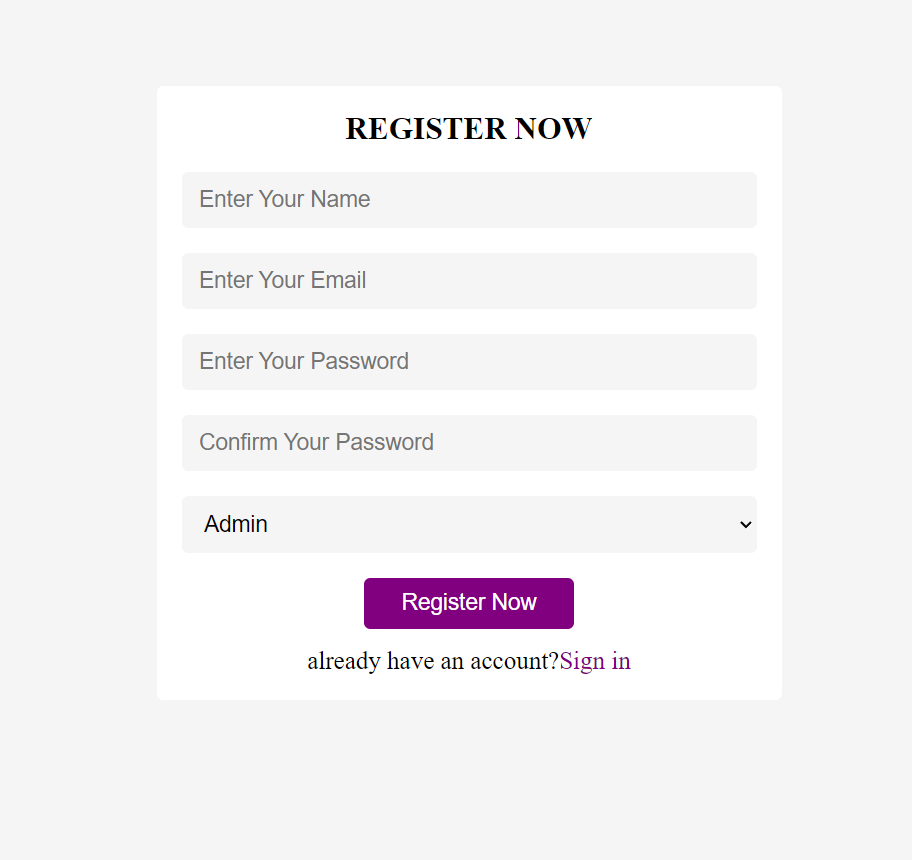 REGISTER NOW
Enter Your Name
Enter Your Email
Enter Your Password
Confirm Your Password
Admin
Register Now
already have an account?Sign in